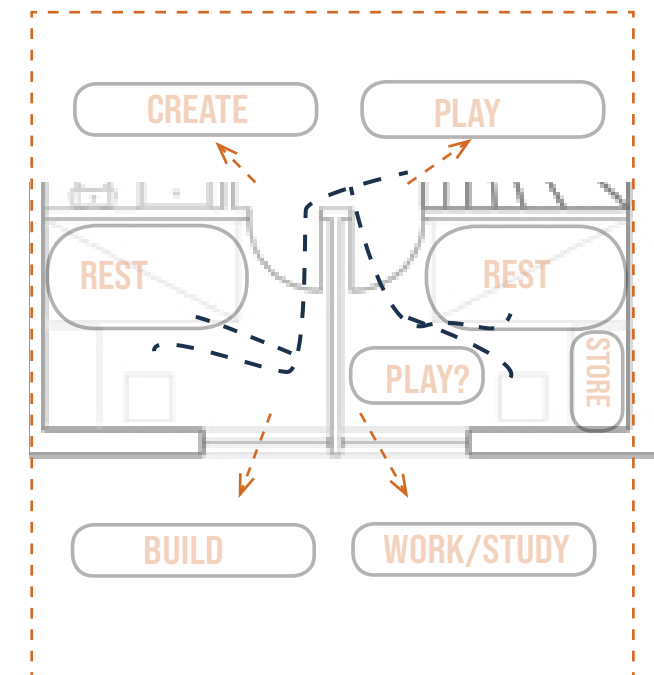 CREATE
PLAY
REST
REST
PLAY?
STORE
BUILD
WORK/STUDY